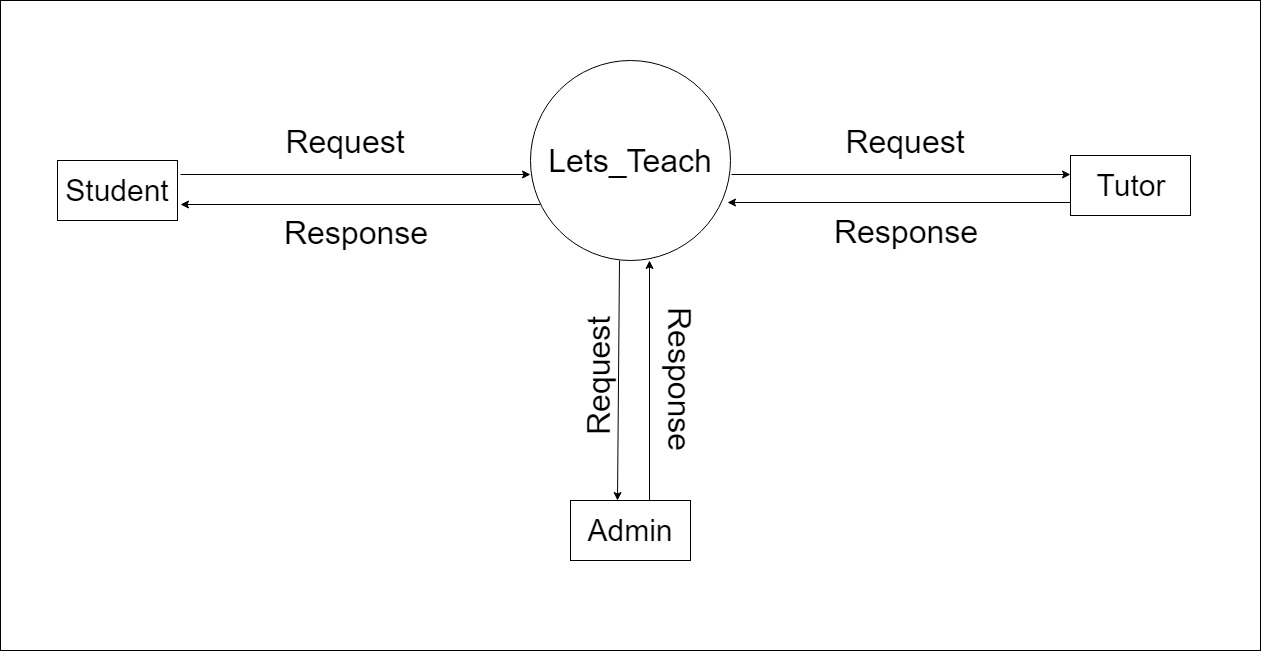 Request
Request
Student
Lets_Teach
Tutor
Response
Response
Request
Response
Admin